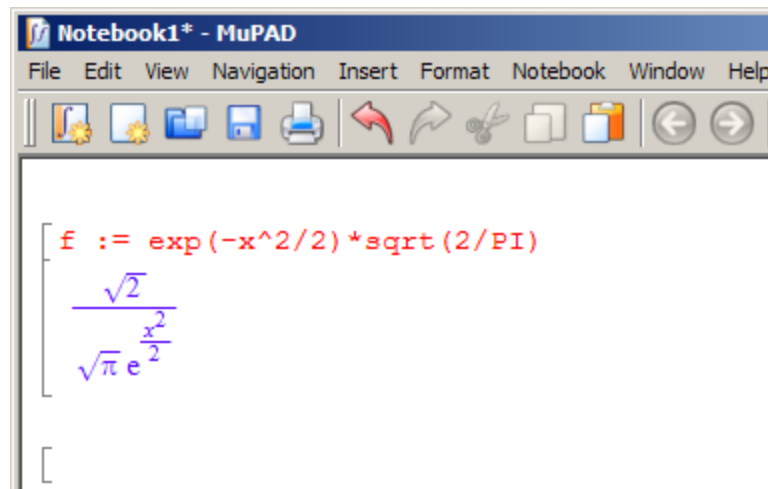 Notebook1* - MuPAD
File Edit View Navigation Insert Format Notebook Window Help
f := exp(-x^2/2)*sqrt(2/PI)
√2
√π e^(x^2/2)